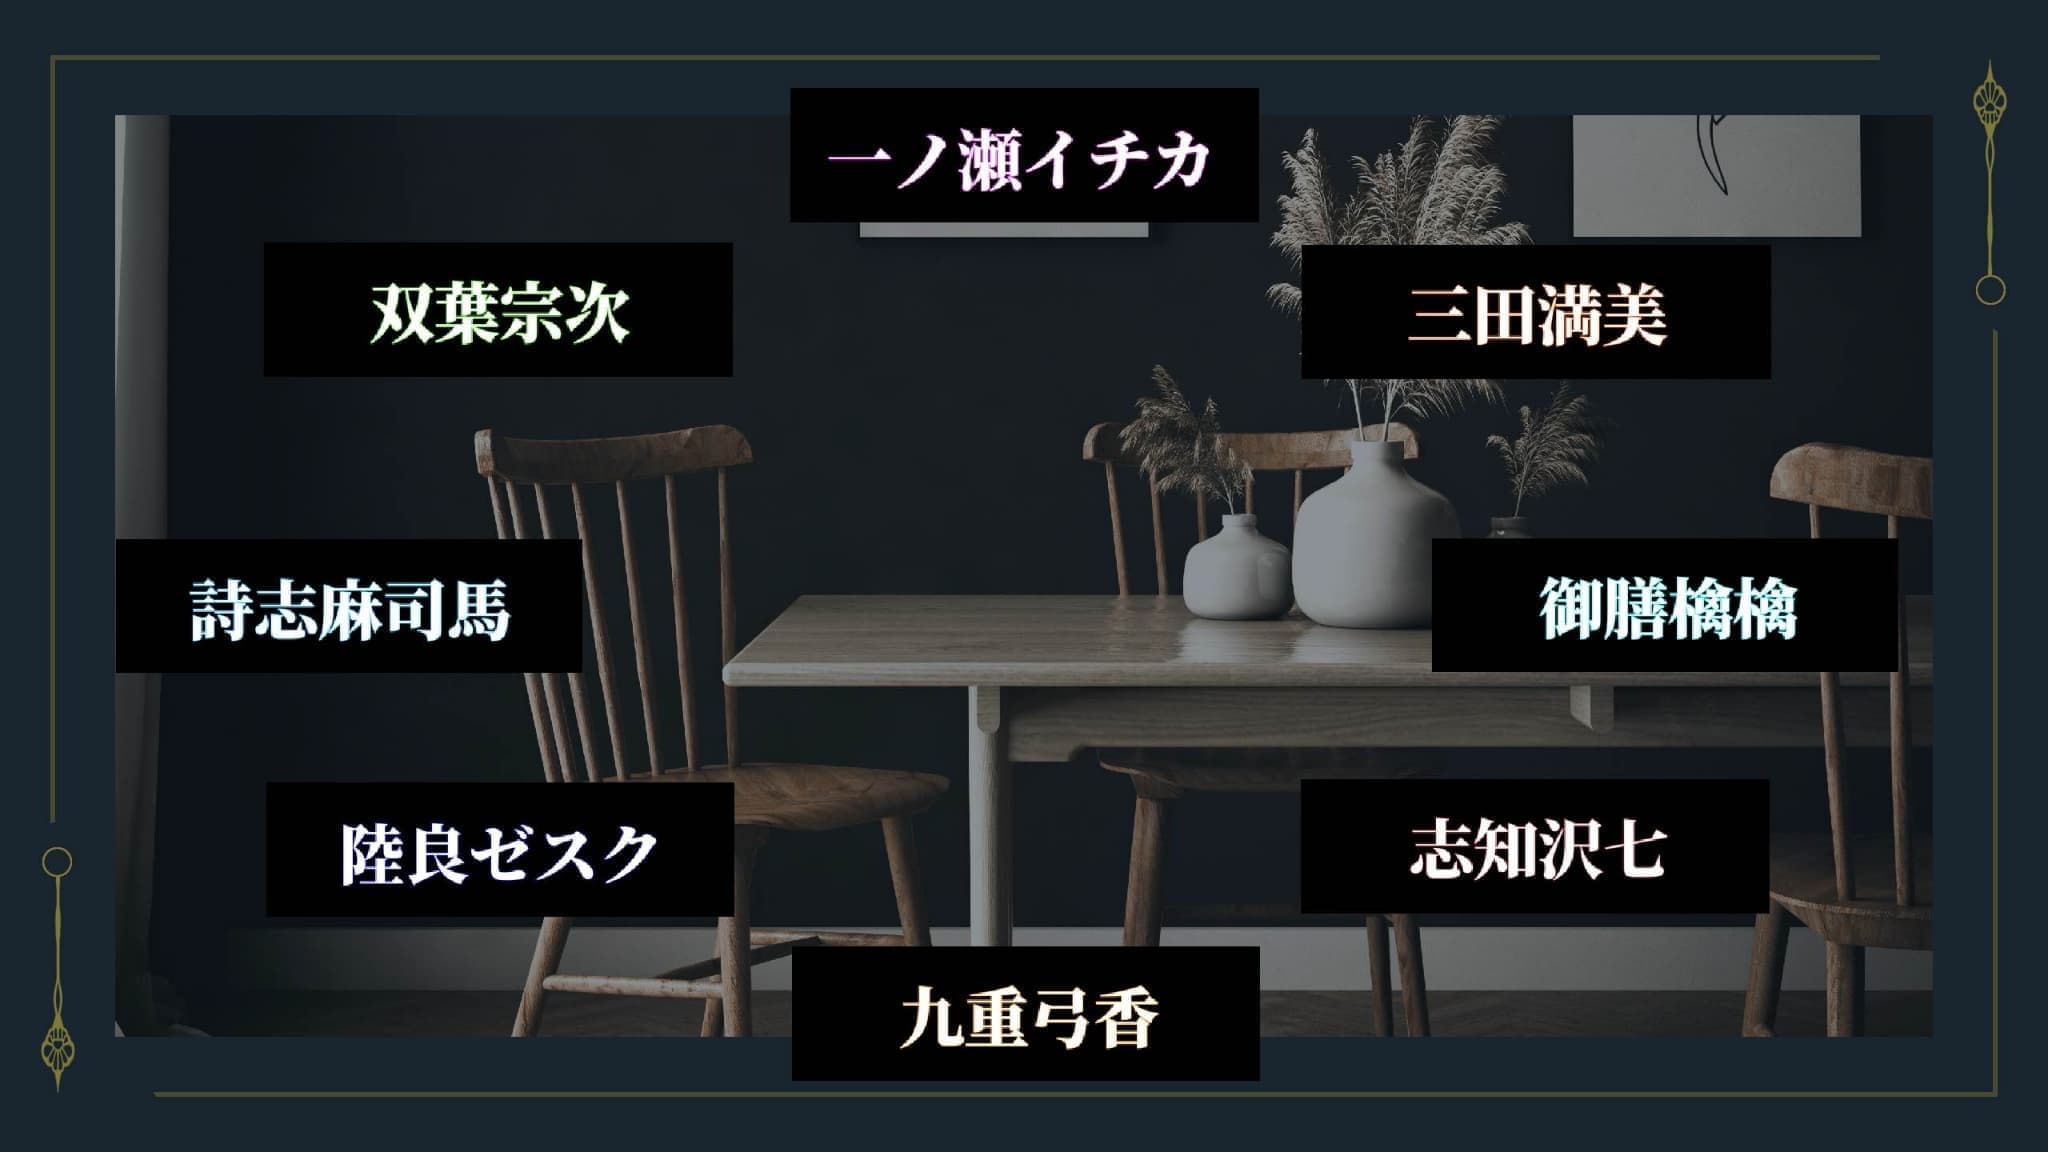 一ノ瀬イチカ
双葉宗次
三田満美
詩志麻司馬
御膳檎檎
陸良ゼスク
志知沢七
九重弓香